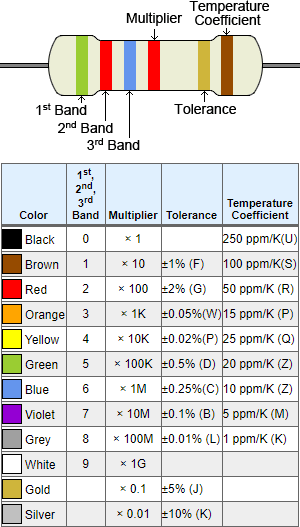 Temperature
Multiplier Coefficient
1st Band
2nd Band
3rd Band
Tolerance
Color 1st, 2nd, 3rd Band Multiplier Tolerance Temperature Coefficient
Black 0 × 1 250 ppm/K(U)
Brown 1 × 10 ±1% (F) 100 ppm/K(S)
Red 2 × 100 ±2% (G) 50 ppm/K (R)
Orange 3 × 1K ±0.05%(W) 15 ppm/K (P)
Yellow 4 × 10K ±0.02%(P) 25 ppm/K (Q)
Green 5 × 100K ±0.5% (D) 20 ppm/K (Z)
Blue 6 × 1M ±0.25%(C) 10 ppm/K (Z)
Violet 7 × 10M ±0.1% (B) 5 ppm/K (M)
Grey 8 × 100M ±0.01% (L) 1 ppm/K (K)
White 9 × 1G
Gold × 0.1 ±5% (J)
Silver × 0.01 ±10% (K)